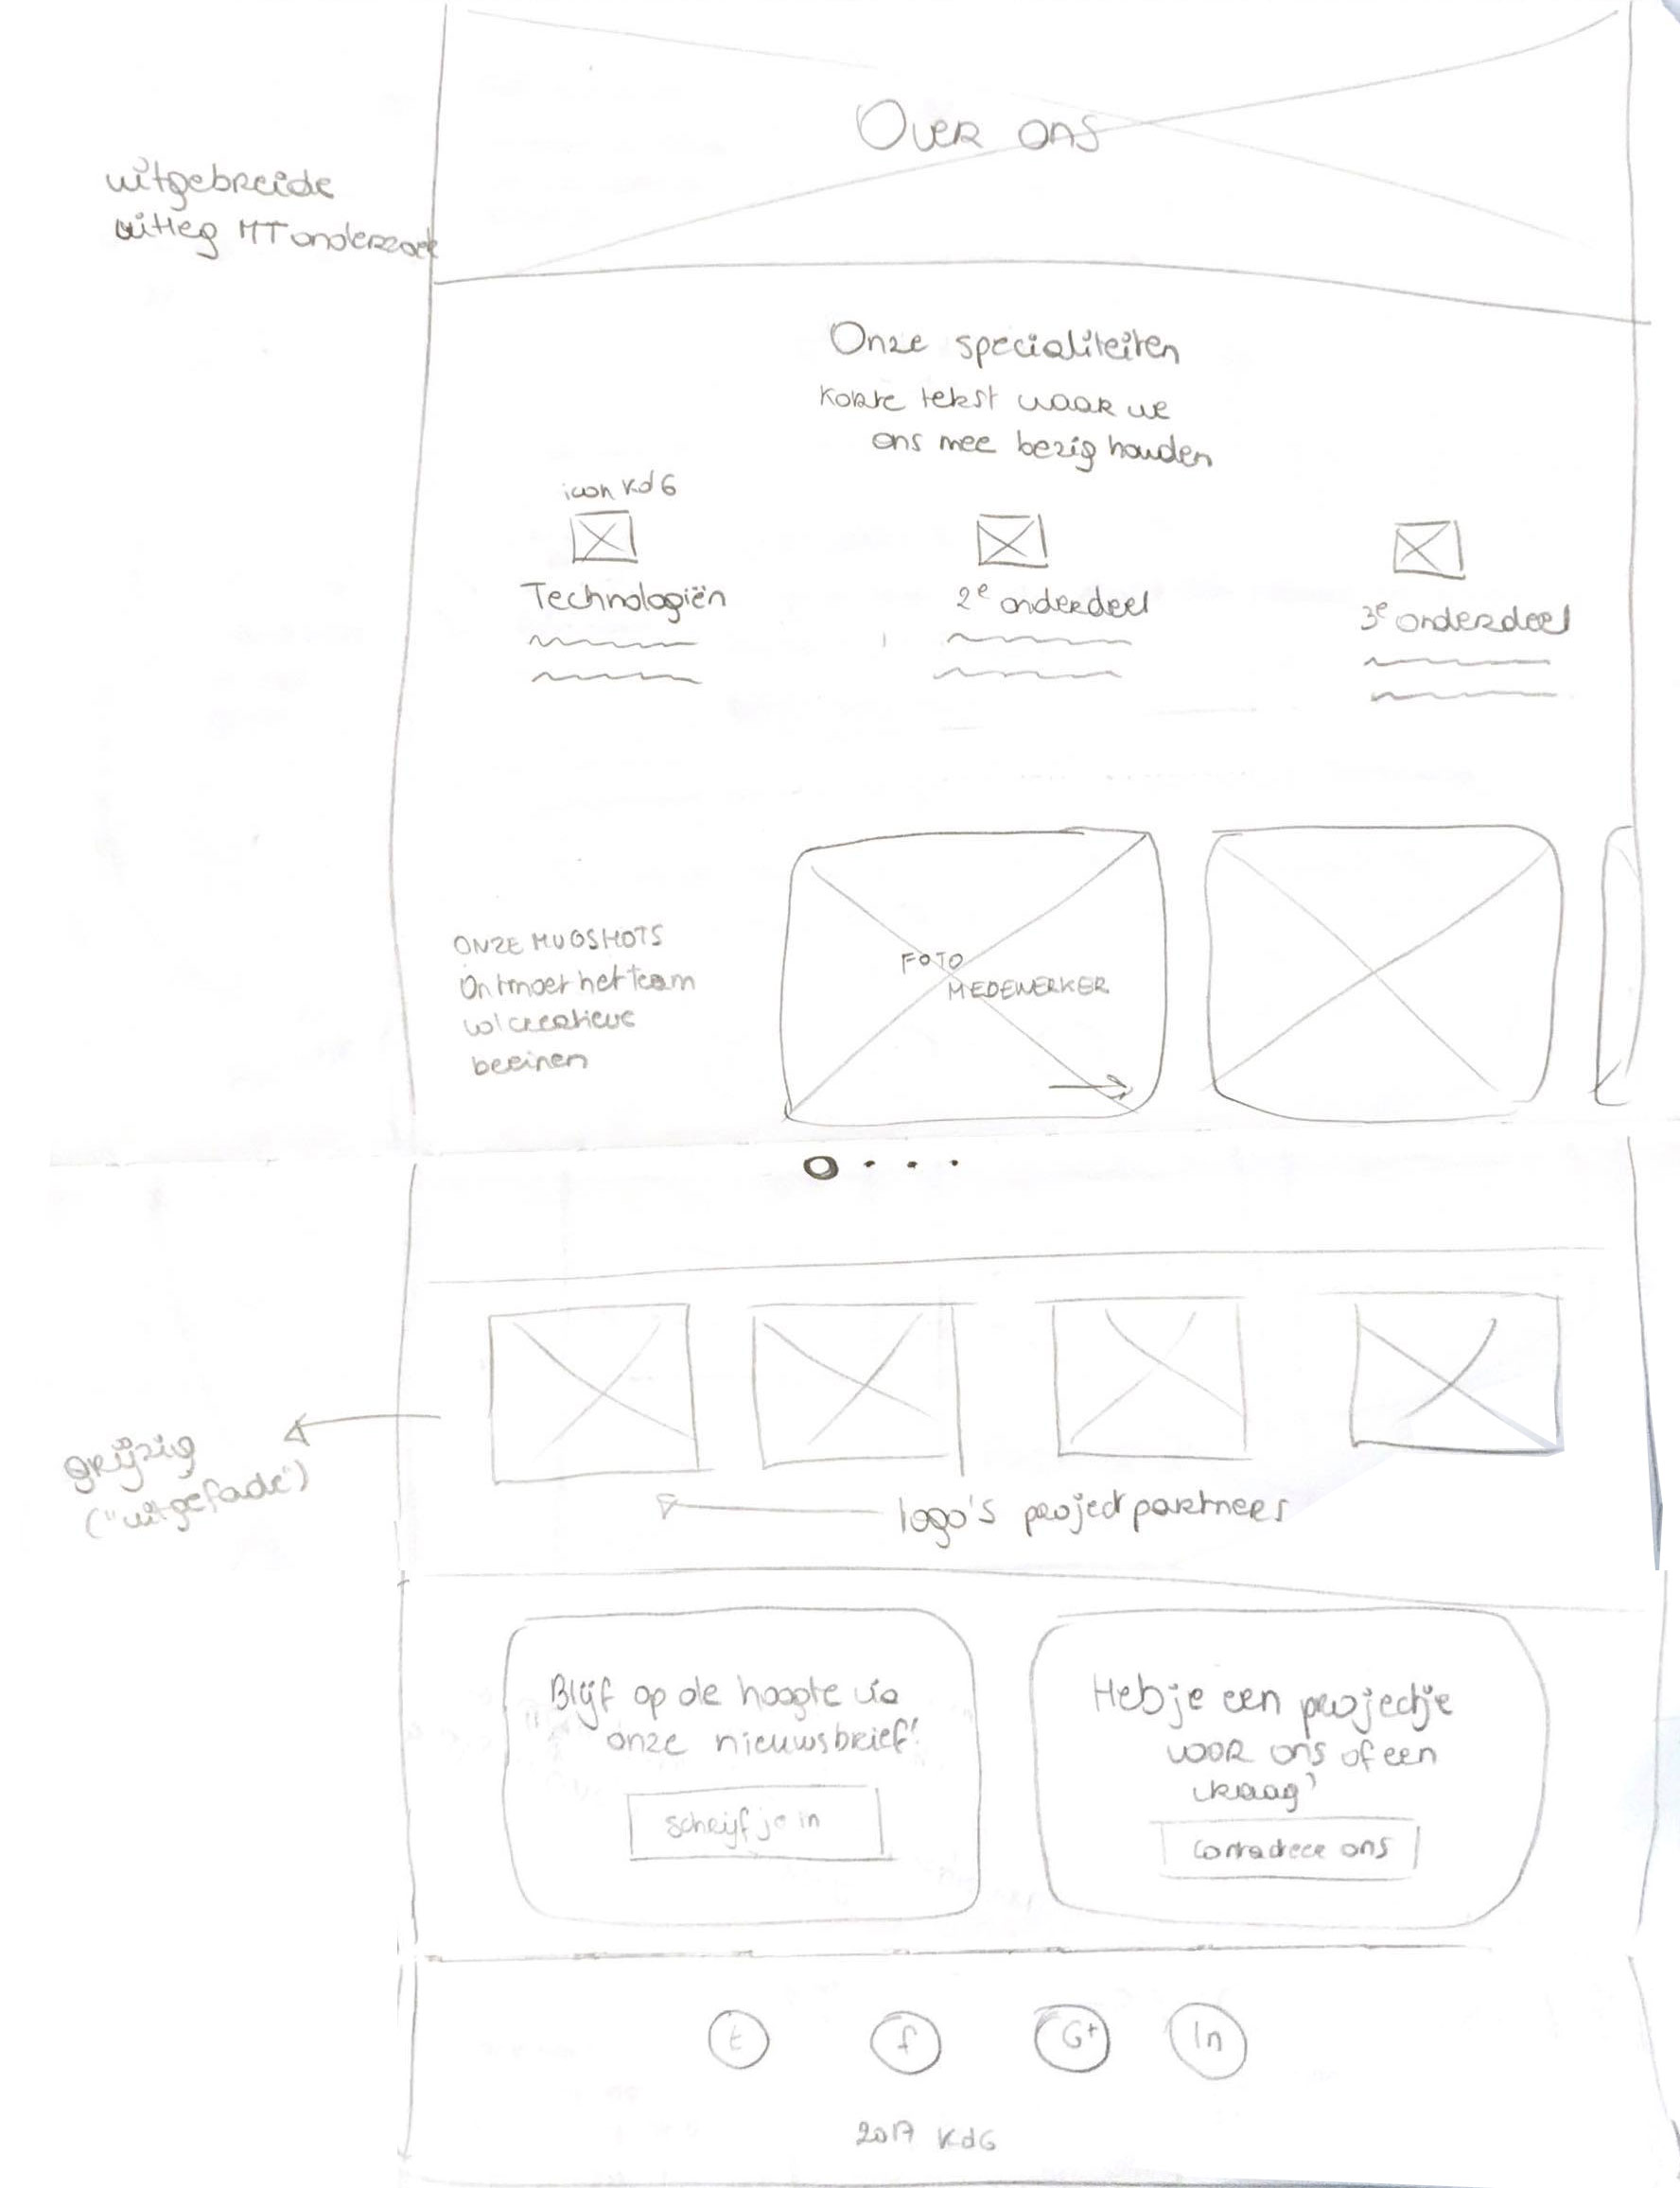 Over ons
uitgebreide
uitleg MT onderzoek
Onze specialiteiten
Korte tekst waar we
ons mee bezig houden
icon KdG
Technologiën
2e onderdeel
3e onderdeel
FOTO
MEDEWERKER
ONZE MUGSHOTS
Ontmoet het team
w/ creatieve
beeinen
grijzig
("uitgefade")
logo's projectpartners
Blijf op de hoogte via
onze nieuwsbrief!
Heb je een projectje
voor ons of een
vraag?
Schrijf je in
Contacteer ons
t
f
G+
In
2017 KdG